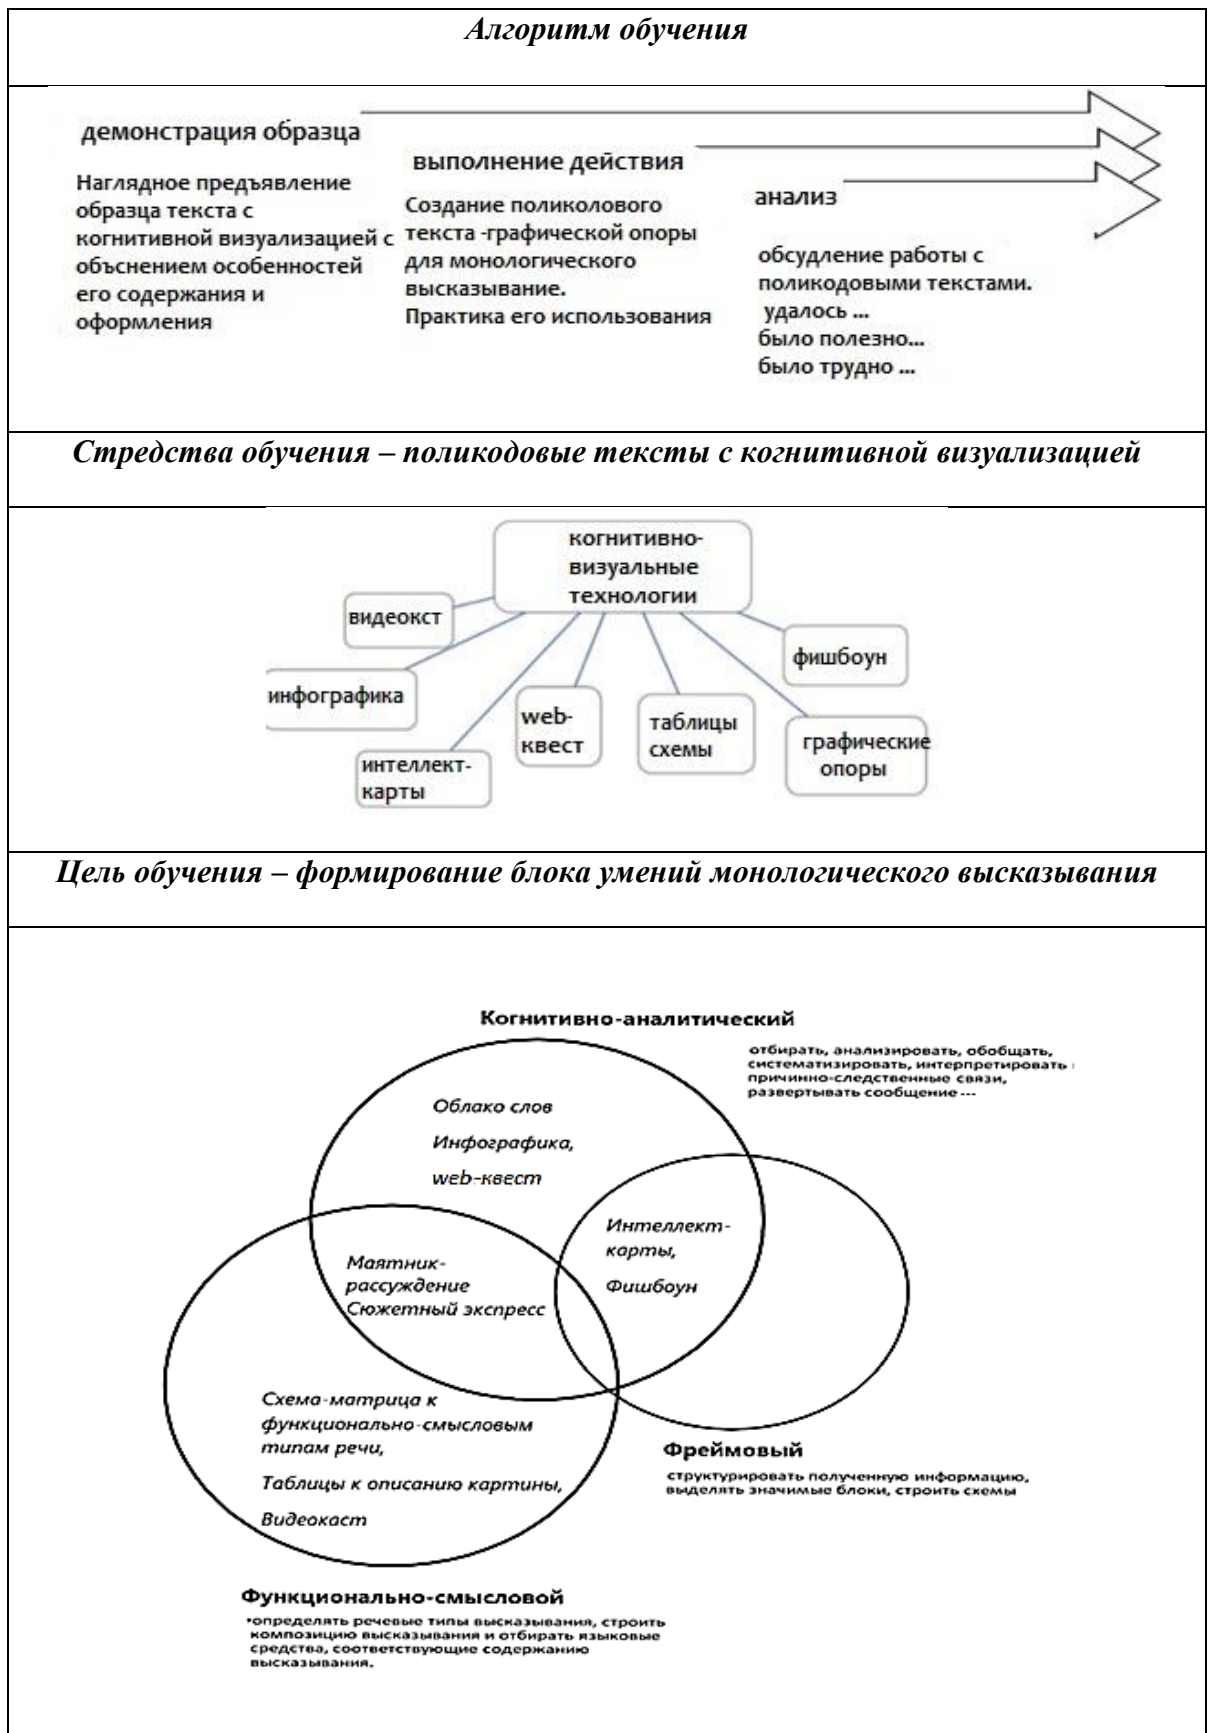 Алгоритм обучения
демонстрация образца
Наглядное предъявление
образца текста с
когнитивной визуализацией с
объснением особенностей
его содержания и
оформления
выполнение действия
Создание поликолового
текста -графической опоры
для монологического
высказывание.
Практика его использования
анализ
обсудление работы с
поликодовыми текстами.
удалось ...
было полезно...
было трудно ...
Стредства обучения – поликодовые тексты с когнитивной визуализацией
когнитивно-
визуальные
технологии
видеокст
инфографика
интеллект-
карты
web-
квест
таблицы
схемы
графические
опоры
фишбоун
Цель обучения – формирование блока умений монологического высказывания
Когнитивно-аналитический
отбирать, анализировать, обобщать,
систематизировать, интерпретировать
причинно-следственные связи,
развертывать сообщение ---
Облако слов
Инфографика,
web-квест
Интеллект-
карты,
Фишбоун
Маятник-
рассуждение
Сюжетный экспресс
Схема-матрица к
функционально-смысловым
типам речи,
Таблицы к описанию картины,
Видеокаст
Фреймовый
структурировать полученную информацию,
выделять значимые блоки, строить схемы
Функционально-смысловой
•определять речевые типы высказывания, строить
композицию высказывания и отбирать языковые
средства, соответствующие содержанию
высказывания.